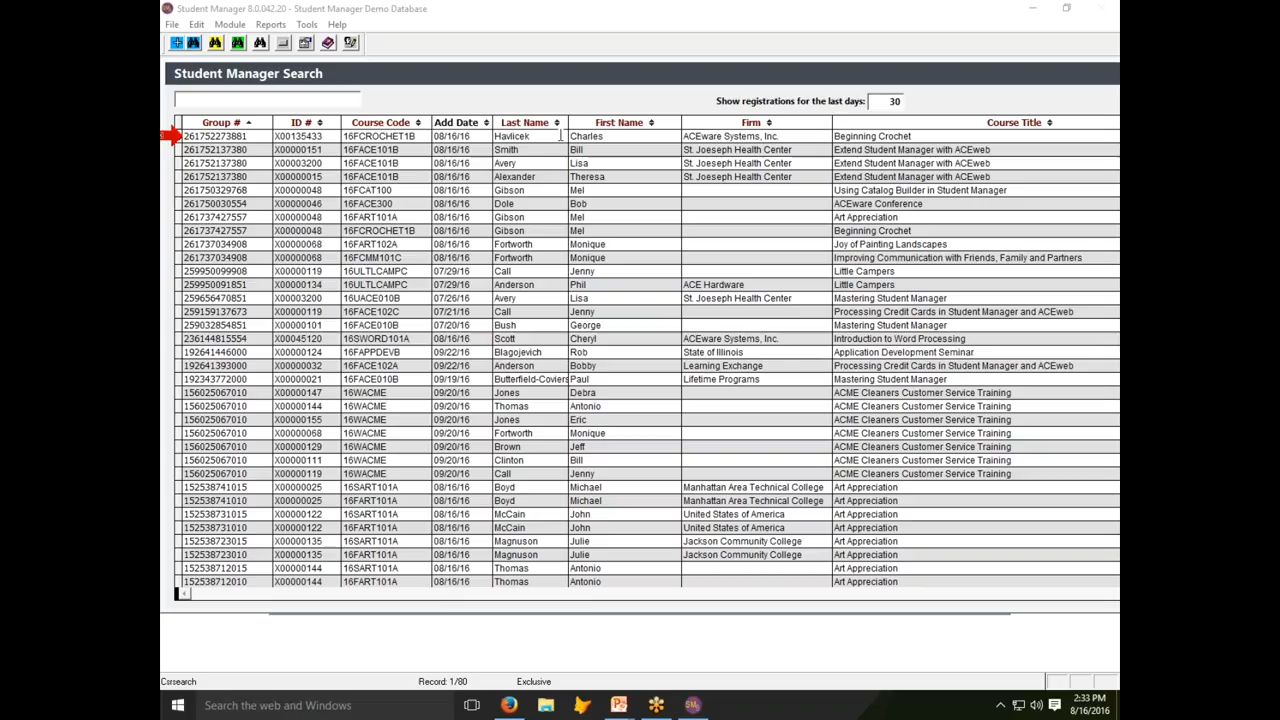 Student Manager 8.0.042.20 - Student Manager Demo Database
File Edit Module Reports Tools Help
Student Manager Search
Show registrations for the last days: 30
Group # ID # Course Code Add Date Last Name First Name Firm Course Title
261752273881 X00135433 16FCROCHET1B 08/16/16 Havlicek Charles ACEware Systems, Inc. Beginning Crochet
261752137380 X00000151 16FACE101B 08/16/16 Smith Bill St. Joeseph Health Center Extend Student Manager with ACEweb
261752137380 X00003200 16FACE101B 08/16/16 Avery Lisa St. Joeseph Health Center Extend Student Manager with ACEweb
261752137380 X00000015 16FACE101B 08/16/16 Alexander Theresa St. Joeseph Health Center Extend Student Manager with ACEweb
261750329768 X00000048 16FCAT100 08/16/16 Gibson Mel Using Catalog Builder in Student Manager
261750030554 X00000046 16FACE300 08/16/16 Dole Bob ACEware Conference
261737427557 X00000048 16FART101A 08/16/16 Gibson Mel Art Appreciation
261737427557 X00000048 16FCROCHET1B 08/16/16 Gibson Mel Beginning Crochet
261737034908 X00000068 16FART102A 08/16/16 Fortworth Monique Joy of Painting Landscapes
261737034908 X00000068 16FCMM101C 08/16/16 Fortworth Monique Improving Communication with Friends, Family and Partners
259950099908 X00000119 16ULTLCAMPC 07/29/16 Call Jenny Little Campers
259950091851 X00000134 16ULTLCAMPC 07/29/16 Anderson Phil ACE Hardware Little Campers
259656470851 X00003200 16UACE010B 07/29/16 Avery Lisa St. Joeseph Health Center Mastering Student Manager
259159137673 X00000119 16FACE102C 07/21/16 Call Jenny Processing Credit Cards in Student Manager and ACEweb
259032854851 X00000101 16FACE010B 07/20/16 Bush George Mastering Student Manager
236144815554 X00045120 16SWORD101A 08/16/16 Scott Cheryl ACEware Systems, Inc. Introduction to Word Processing
192641446000 X00000124 16FAPPDEVB 09/22/16 Blagojevich Rob State of Illinois Application Development Seminar
192641393000 X00000032 16FACE102A 09/22/16 Anderson Bobby Learning Exchange Processing Credit Cards in Student Manager and ACEweb
192343772000 X00000021 16FACE010B 09/19/16 Butterfield-Coviers Paul Lifetime Programs Mastering Student Manager
156025067010 X00000147 16WACME 09/20/16 Jones Debra ACME Cleaners Customer Service Training
156025067010 X00000144 16WACME 09/20/16 Thomas Antonio ACME Cleaners Customer Service Training
156025067010 X00000155 16WACME 09/20/16 Jones Eric ACME Cleaners Customer Service Training
156025067010 X00000068 16WACME 09/20/16 Fortworth Monique ACME Cleaners Customer Service Training
156025067010 X00000129 16WACME 09/20/16 Brown Jeff ACME Cleaners Customer Service Training
156025067010 X00000111 16WACME 09/20/16 Clinton Bill ACME Cleaners Customer Service Training
156025067010 X00000119 16WACME 09/20/16 Call Jenny ACME Cleaners Customer Service Training
152538741015 X00000025 16SART101A 08/16/16 Boyd Michael Manhattan Area Technical College Art Appreciation
152538741015 X00000025 16FART101A 08/16/16 Boyd Michael Manhattan Area Technical College Art Appreciation
152538731015 X00000122 16SART101A 08/16/16 McCain John United States of America Art Appreciation
152538731015 X00000122 16FART101A 08/16/16 McCain John United States of America Art Appreciation
152538723015 X00000135 16SART101A 08/16/16 Magnuson Julie Jackson Community College Art Appreciation
152538723015 X00000135 16FART101A 08/16/16 Magnuson Julie Jackson Community College Art Appreciation
152538712015 X00000144 16SART101A 08/16/16 Thomas Antonio Art Appreciation
152538712010 X00000144 16FART101A 08/16/16 Thomas Antonio Art Appreciation
Csrsearch Record: 1/80 Exclusive
Search the web and Windows
2:33 PM
8/16/2016